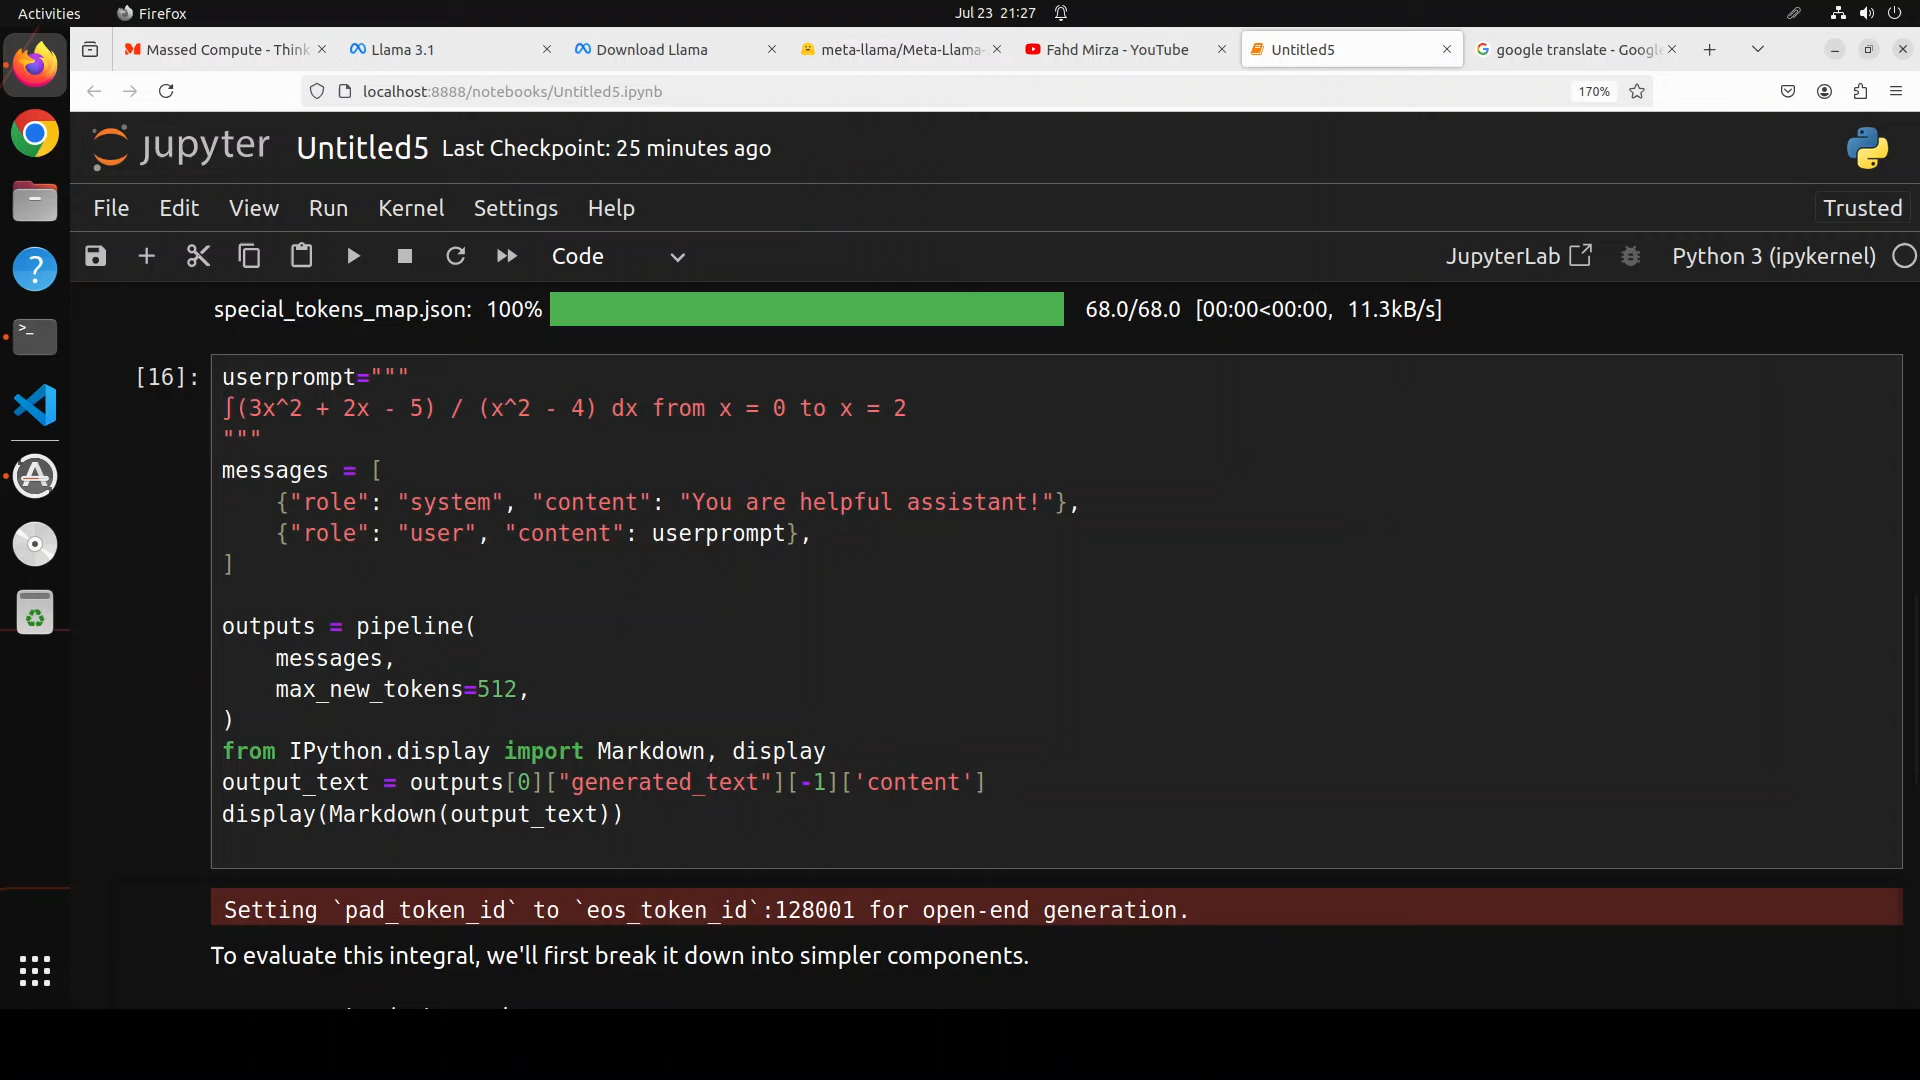 Activities
Firefox
Jul 23 21:27
Massed Compute - Think
Llama 3.1
Download Llama
meta-llama/Meta-Llama-
Fahd Mirza - YouTube
Untitled5
google translate - Google
localhost:8888/notebooks/Untitled5.ipynb
170%
jupyter Untitled5 Last Checkpoint: 25 minutes ago
File Edit View Run Kernel Settings Help
Trusted
Code
JupyterLab
Python 3 (ipykernel)
special_tokens_map.json: 100% 68.0/68.0 [00:00<00:00, 11.3kB/s]
[16]: userprompt="""
∫(3x^2 + 2x - 5) / (x^2 - 4) dx from x = 0 to x = 2
"""
messages = [
    {"role": "system", "content": "You are helpful assistant!"},
    {"role": "user", "content": userprompt},
]
outputs = pipeline(
    messages,
    max_new_tokens=512,
)
from IPython.display import Markdown, display
output_text = outputs[0]["generated_text"][-1]['content']
display(Markdown(output_text))
Setting `pad_token_id` to `eos_token_id`:128001 for open-end generation.
To evaluate this integral, we'll first break it down into simpler components.